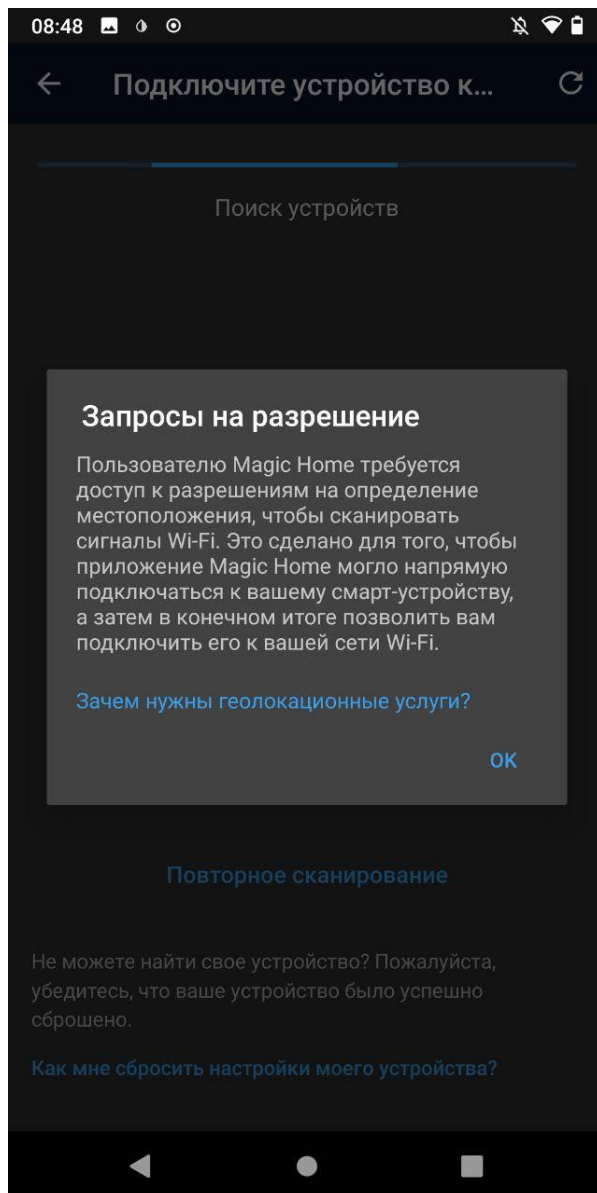 08:48
Подключите устройство к...
Поиск устройств
Запросы на разрешение
Пользователю Magic Home требуется
доступ к разрешениям на определение
местоположения, чтобы сканировать
сигналы Wi-Fi. Это сделано для того, чтобы
приложение Magic Home могло напрямую
подключаться к вашему смарт-устройству,
а затем в конечном итоге позволить вам
подключить его к вашей сети Wi-Fi.
Зачем нужны геолокационные услуги?
ОК
Повторное сканирование
Не можете найти свое устройство? Пожалуйста,
убедитесь, что ваше устройство было успешно
сброшено.
Как мне сбросить настройки моего устройства?